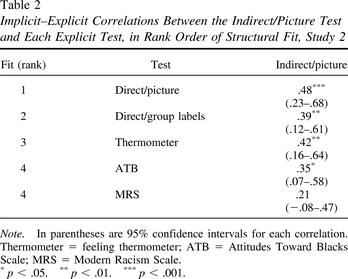 Table 2
Implicit–Explicit Correlations Between the Indirect/Picture Test
and Each Explicit Test, in Rank Order of Structural Fit, Study 2
Fit (rank) Test Indirect/picture
1 Direct/picture .48***
(.23–.68)
2 Direct/group labels .39**
(.12–.61)
3 Thermometer .42**
(.16–.64)
4 ATB .35*
(.07–.58)
4 MRS .21
(−.08–.47)
Note. In parentheses are 95% confidence intervals for each correlation.
Thermometer = feeling thermometer; ATB = Attitudes Toward Blacks
Scale; MRS = Modern Racism Scale.
* p < .05. ** p < .01. *** p < .001.